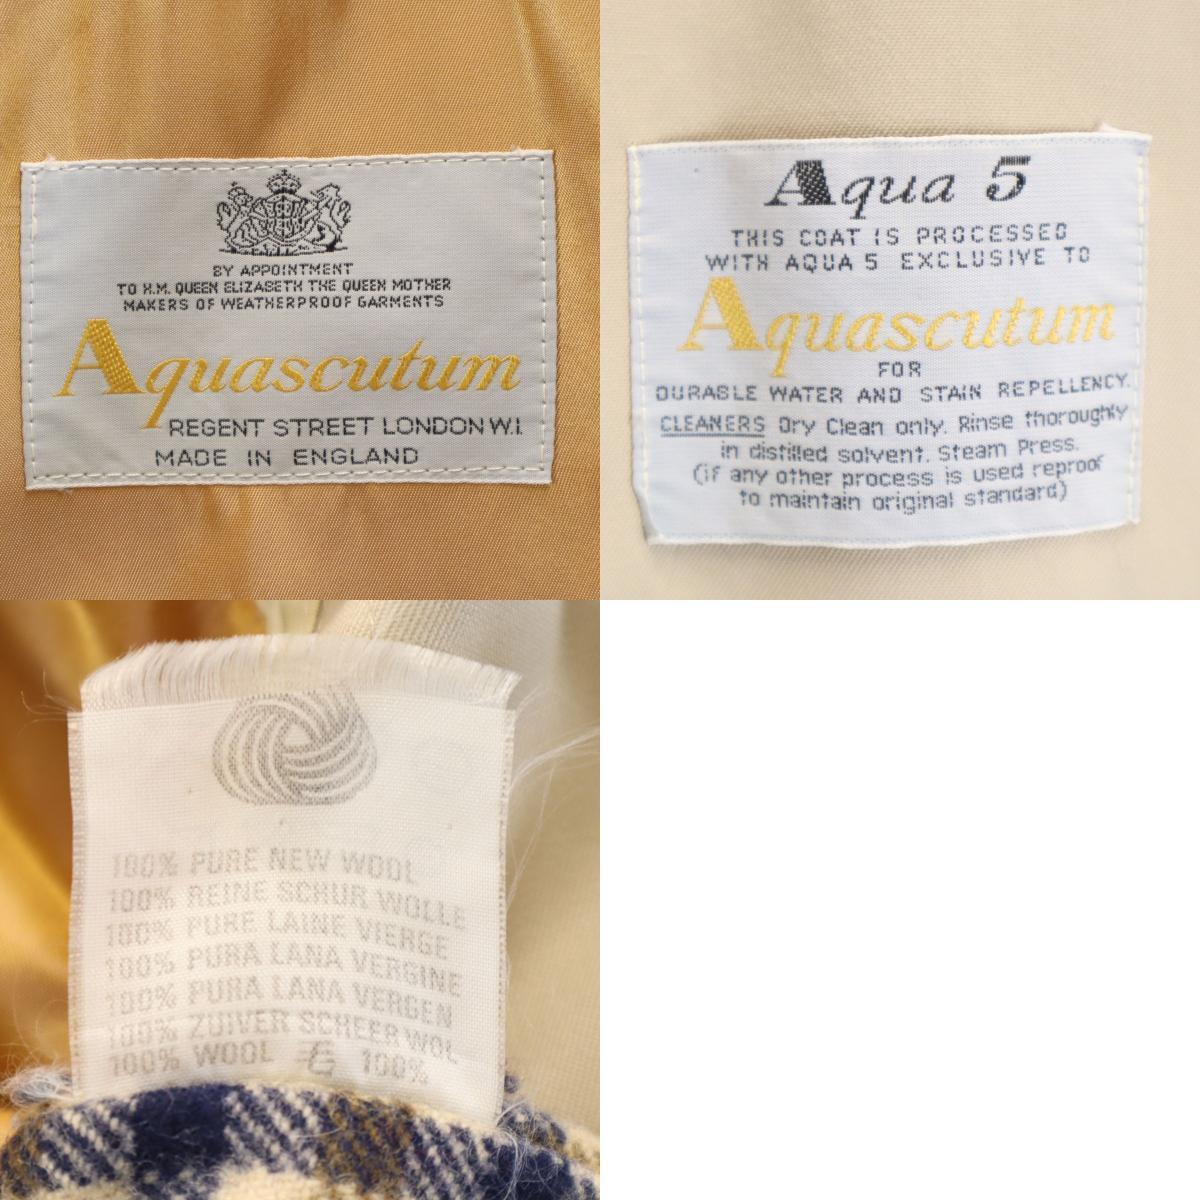 BY APPOINTMENT
TO H.M. QUEEN ELIZABETH THE QUEEN MOTHER
MAKERS OF WEATHERPROOF GARMENTS
Aquascutum
REGENT STREET LONDON W.1.
MADE IN ENGLAND
Aqua 5
THIS COAT IS PROCESSED
WITH AQUA 5 EXCLUSIVE TO
Aquascutum
FOR
DURABLE WATER AND STAIN REPELLENCY.
CLEANERS Dry Clean only. Rinse thoroughly
in distilled solvent. Steam Press.
(if any other process is used reproof
to maintain original standard)
100% PURE NEW WOOL
100% REINE SCHUR WOLLE
100% PURE LAINE VIERGE
100% PURA LANA VERGINE
100% PURA LANA VERGEN
100% ZUIVER SCHEERWOL
100% WOOL 毛 100%